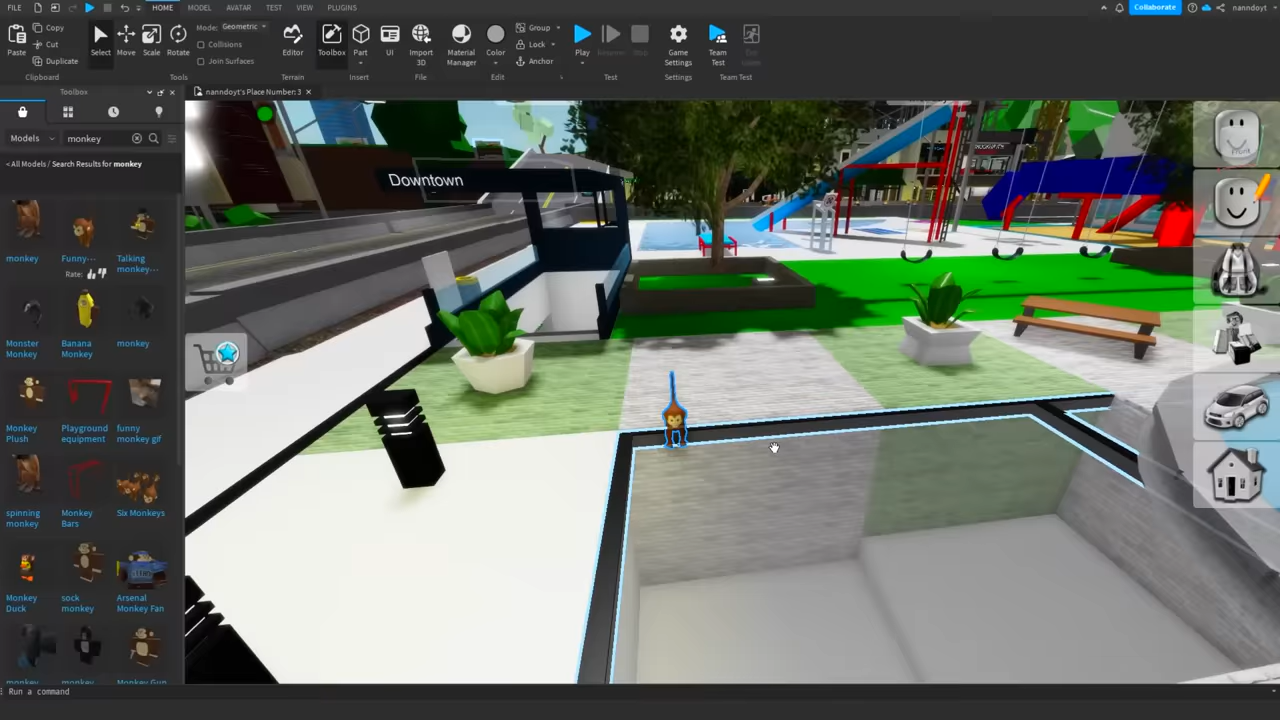 FILE
HOME
MODEL
AVATAR
TEST
VIEW
PLUGINS
Collaborate
nanndoyt
Paste
Copy
Cut
Duplicate
Clipboard
Select
Move
Scale
Rotate
Mode: Geometric
Collisions
Join Surfaces
Tools
Editor
Terrain
Toolbox
Part
UI
Insert
Import
3D
File
Material
Manager
Color
Group
Lock
Anchor
Edit
Play
Stop
Test
Game
Settings
Settings
Team
Test
Team Test
Toolbox
nanndoyt's Place Number: 3
Models
monkey
< All Models / Search Results for monkey
monkey
Funny···
Talking
monkey···
Rate:
Monster
Monkey
Banana
Monkey
monkey
Monkey
Plush
Playground
equipment
funny
monkey gif
spinning
monkey
Monkey
Bars
Six Monkeys
Monkey
Duck
sock
monkey
Arsenal
Monkey Fan
monkey
monkey
Monkey Gun
Downtown
Front
Run a command